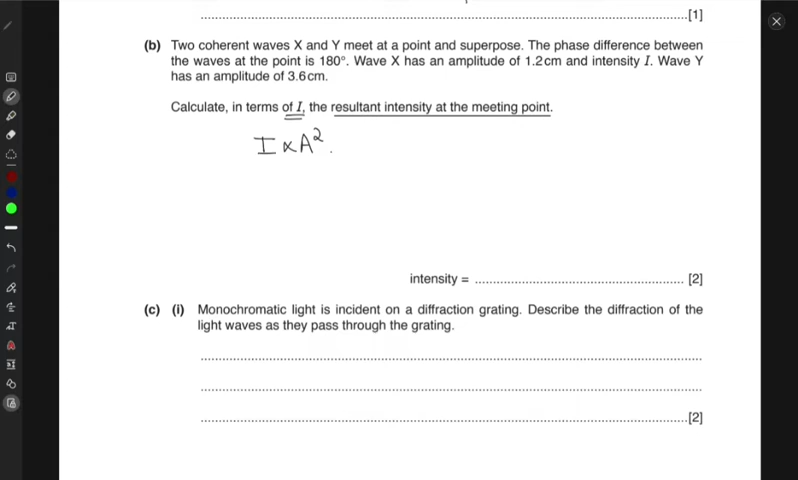 [1]
(b) Two coherent waves X and Y meet at a point and superpose. The phase difference between
the waves at the point is 180°. Wave X has an amplitude of 1.2cm and intensity I. Wave Y
has an amplitude of 3.6cm.
Calculate, in terms of I, the resultant intensity at the meeting point.
I ∝ A².
intensity = ........................................................... [2]
(c) (i) Monochromatic light is incident on a diffraction grating. Describe the diffraction of the
light waves as they pass through the grating.
[2]